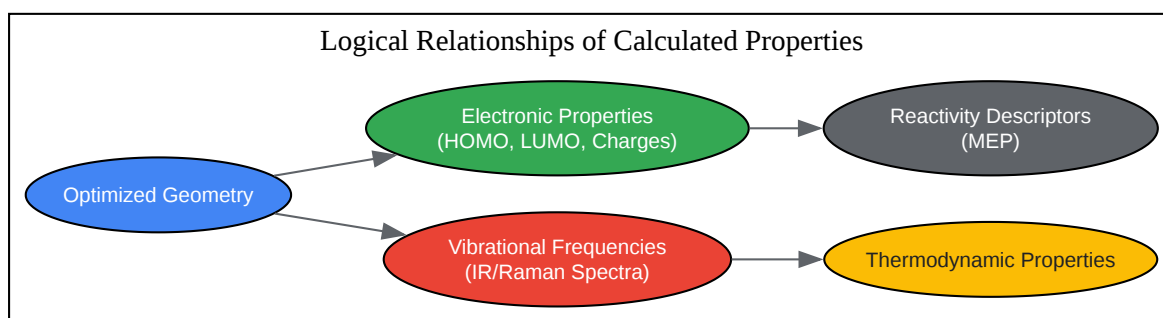 Logical Relationships of Calculated Properties
Optimized Geometry
Electronic Properties
(HOMO, LUMO, Charges)
Reactivity Descriptors
(MEP)
Vibrational Frequencies
(IR/Raman Spectra)
Thermodynamic Properties